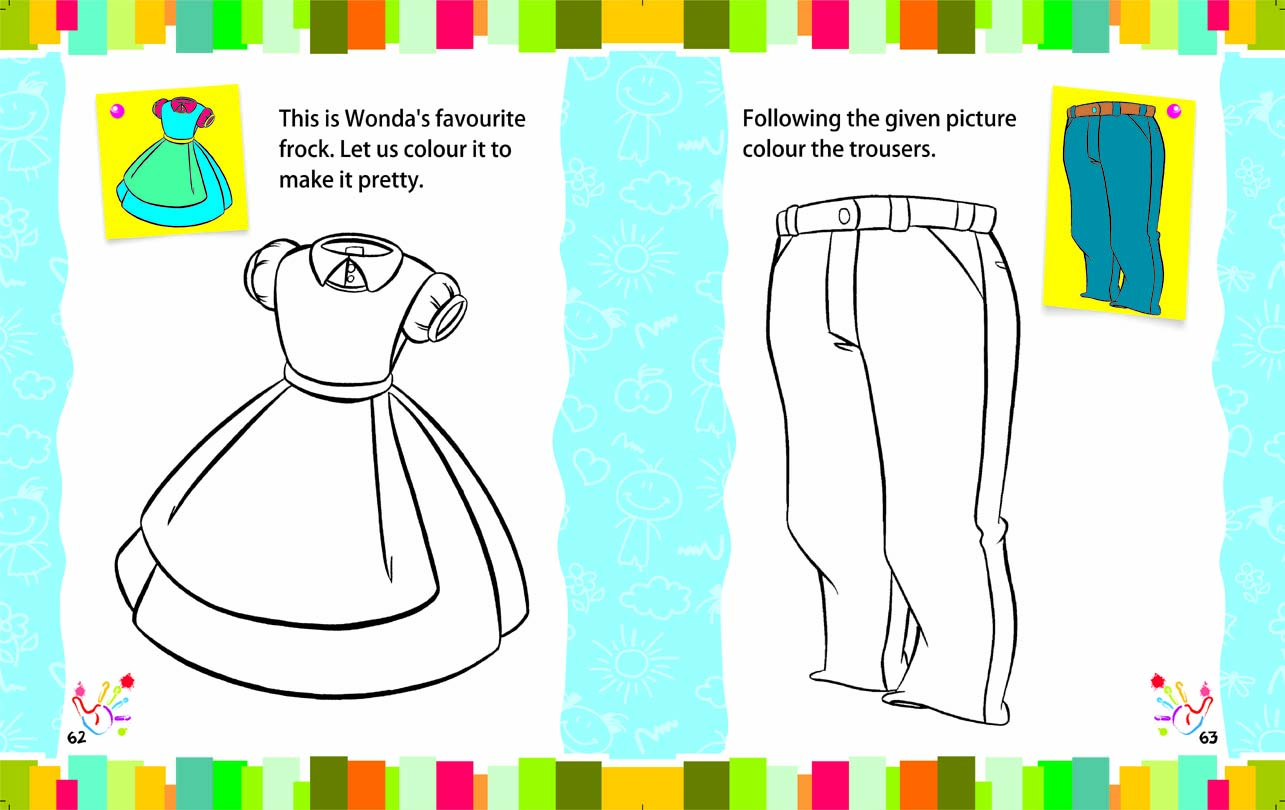 This is Wonda's favourite
frock. Let us colour it to
make it pretty.
62
Following the given picture
colour the trousers.
63